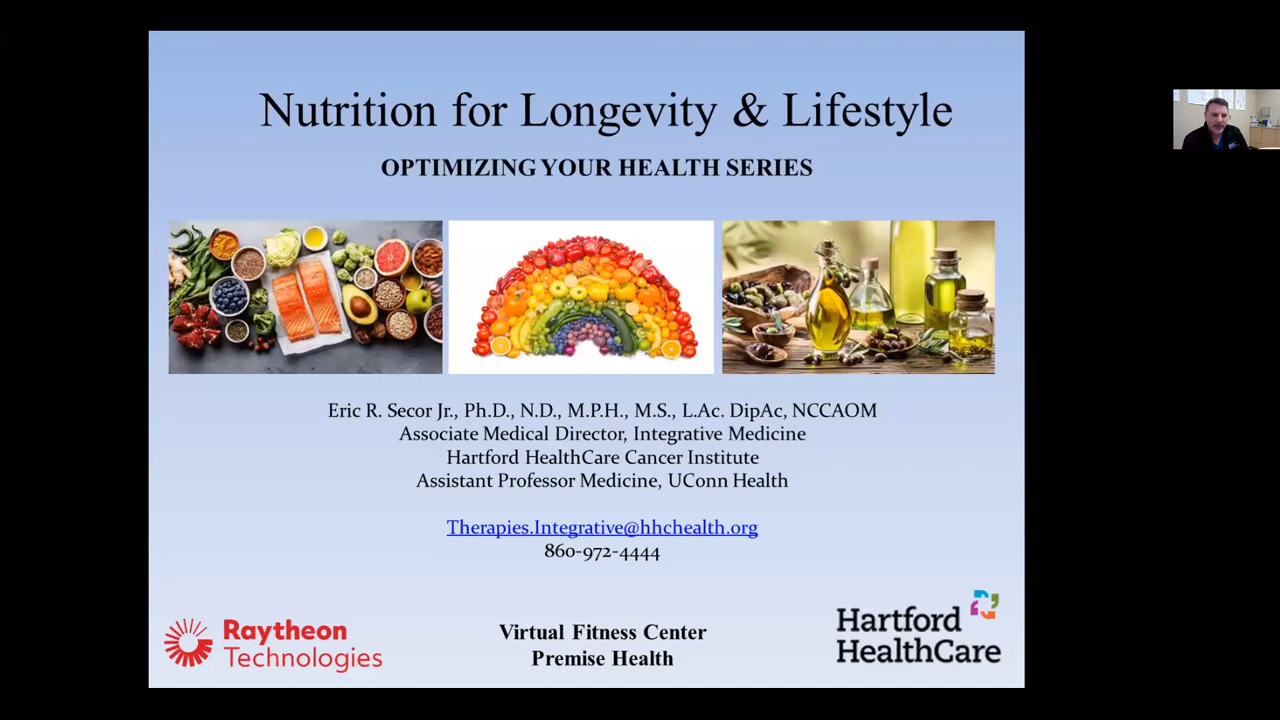 Nutrition for Longevity & Lifestyle
OPTIMIZING YOUR HEALTH SERIES
Eric R. Secor Jr., Ph.D., N.D., M.P.H., M.S., L.Ac. DipAc, NCCAOM
Associate Medical Director, Integrative Medicine
Hartford HealthCare Cancer Institute
Assistant Professor Medicine, UConn Health
Therapies.Integrative@hhchealth.org
860-972-4444
Raytheon
Technologies
Virtual Fitness Center
Premise Health
Hartford
HealthCare